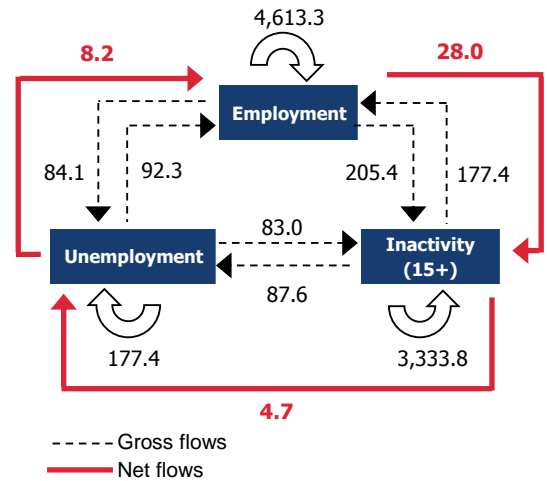 4,613.3
8.2
28.0
Employment
84.1
92.3
205.4
177.4
83.0
Unemployment
Inactivity
(15+)
87.6
177.4
3,333.8
4.7
Gross flows
Net flows